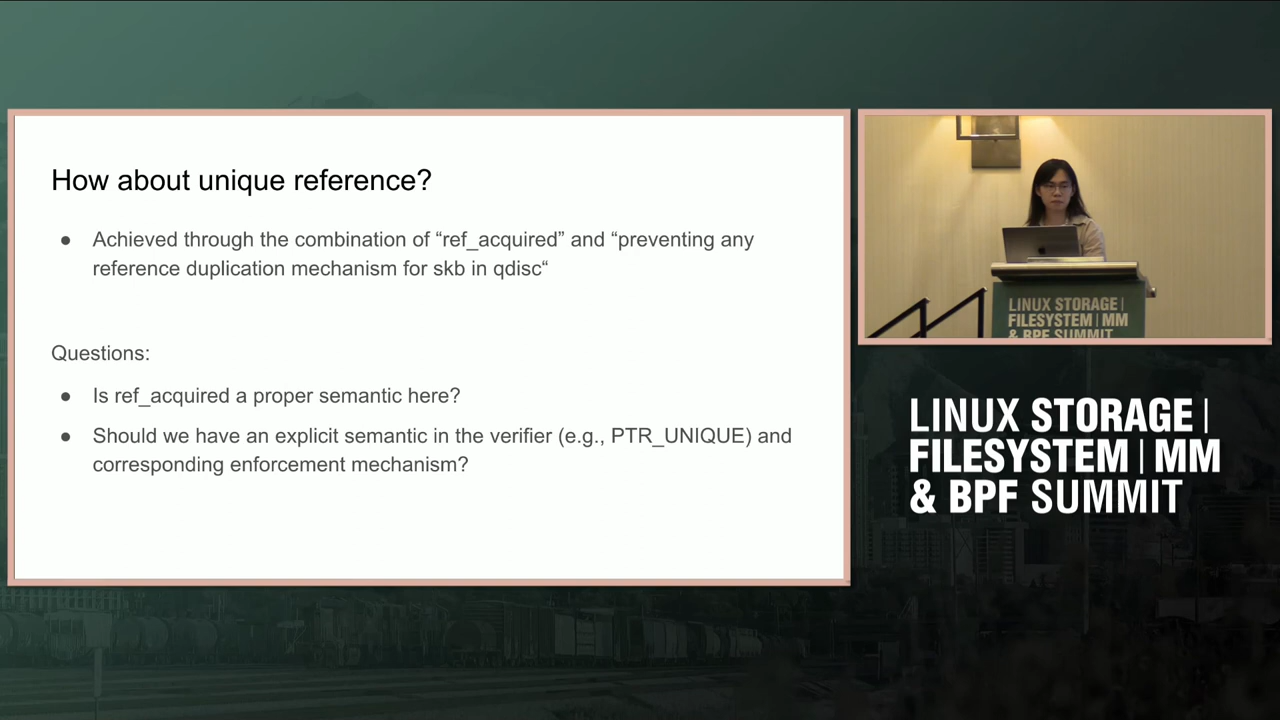 How about unique reference?
● Achieved through the combination of “ref_acquired” and “preventing any
reference duplication mechanism for skb in qdisc“
Questions:
● Is ref_acquired a proper semantic here?
● Should we have an explicit semantic in the verifier (e.g., PTR_UNIQUE) and
corresponding enforcement mechanism?
LINUX STORAGE |
FILESYSTEM | MM
& BPF SUMMIT
LINUX STORAGE |
FILESYSTEM | MM
& BPF SUMMIT